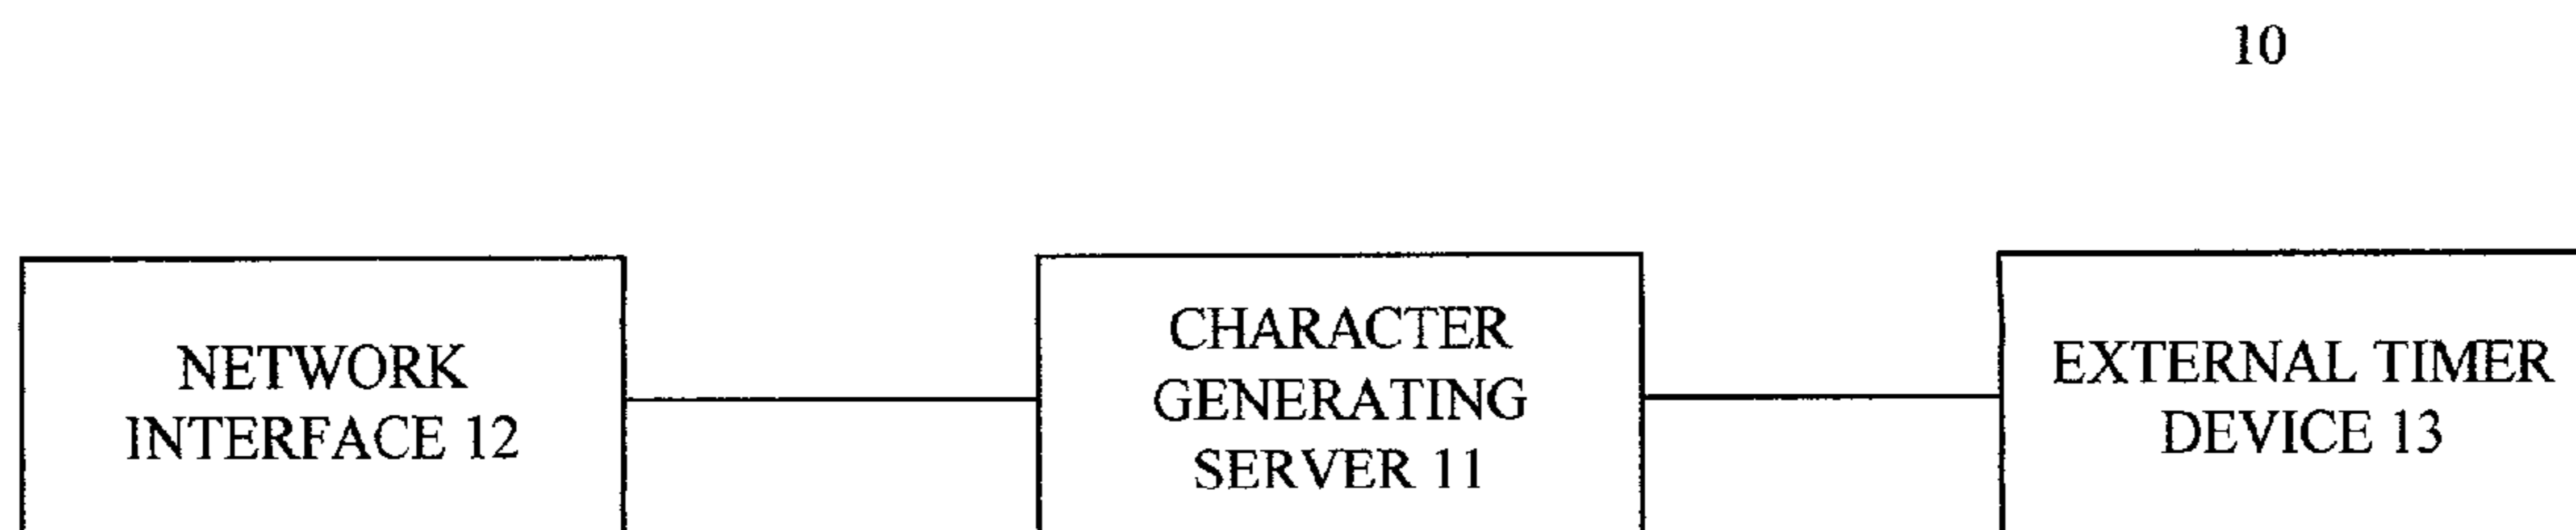 10
NETWORK
INTERFACE 12
CHARACTER
GENERATING
SERVER 11
EXTERNAL TIMER
DEVICE 13